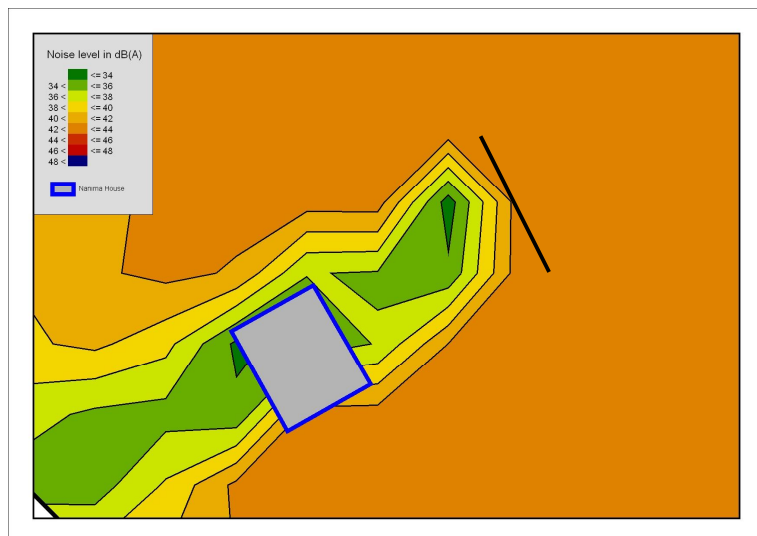 Noise level in dB(A)
<= 34
34 < <= 36
36 < <= 38
38 < <= 40
40 < <= 42
42 < <= 44
44 < <= 46
46 < <= 48
48 <
Nanima House